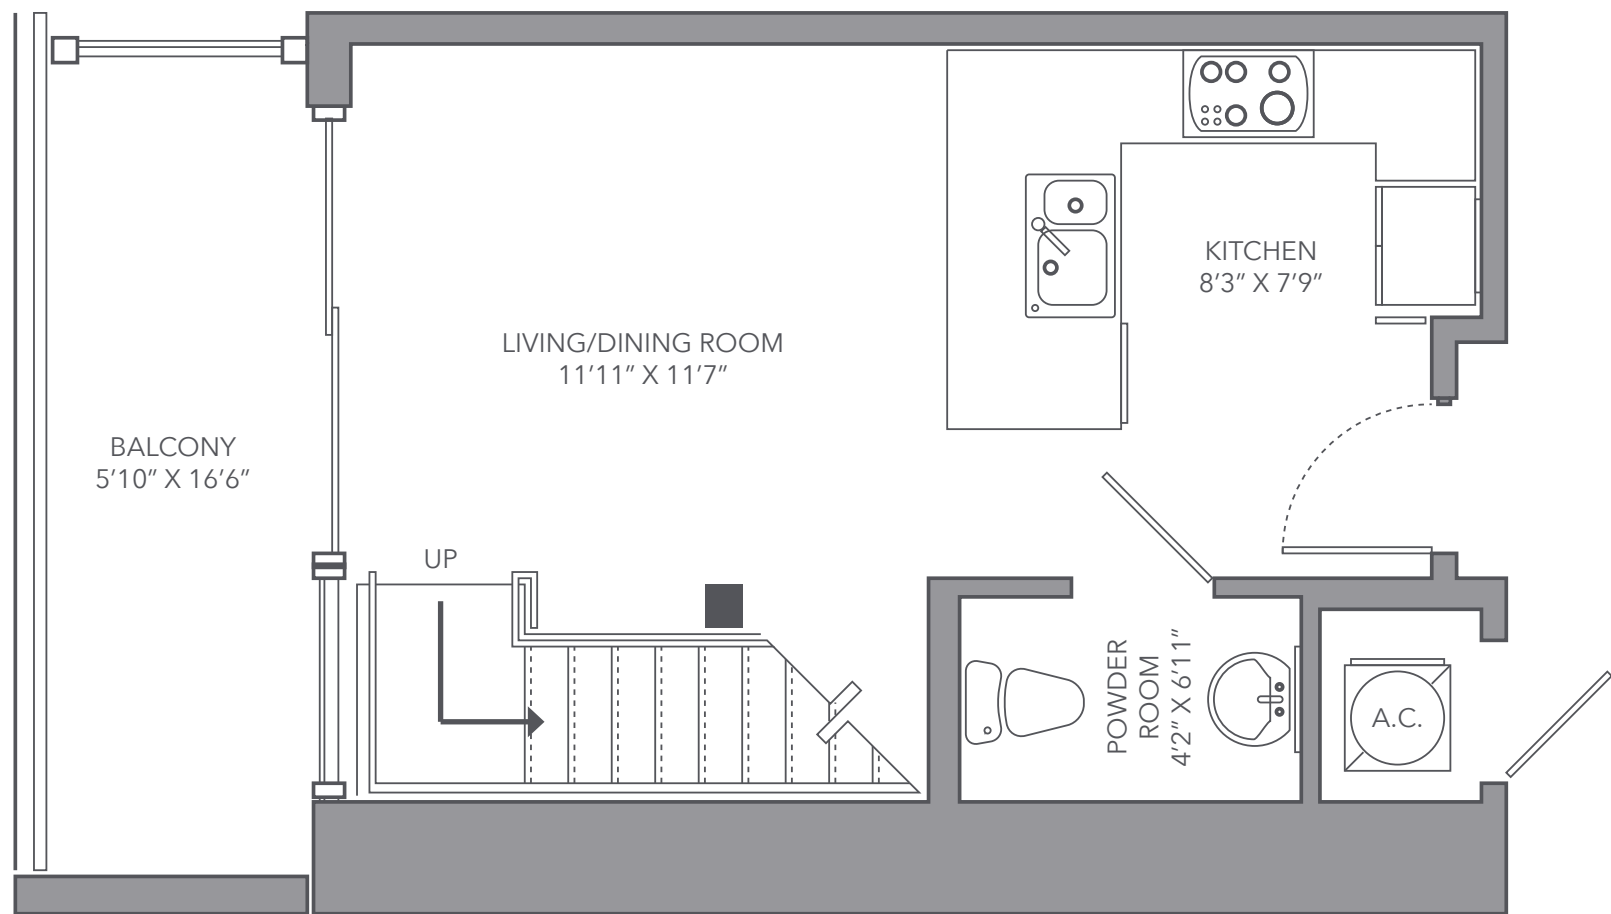 KITCHEN
8’3” X 7’9”
LIVING/DINING ROOM
11’11” X 11’7”
BALCONY
5’10” X 16’6”
UP
POWDER
ROOM
4’2” X 6’11”
A.C.